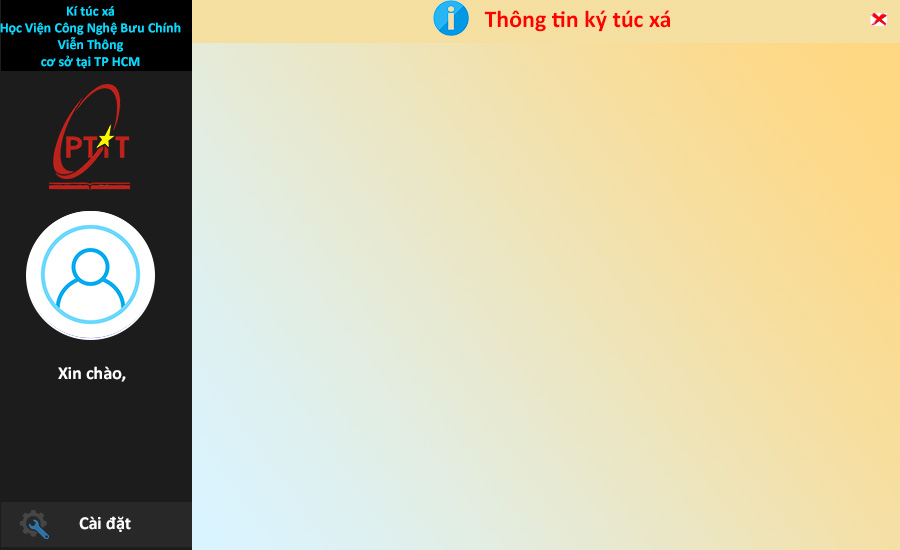 Kí túc xá
Học Viện Công Nghệ Bưu Chính
Viễn Thông
cơ sở tại TP HCM
Thông tin ký túc xá
PTIT
Xin chào,
Cài đặt